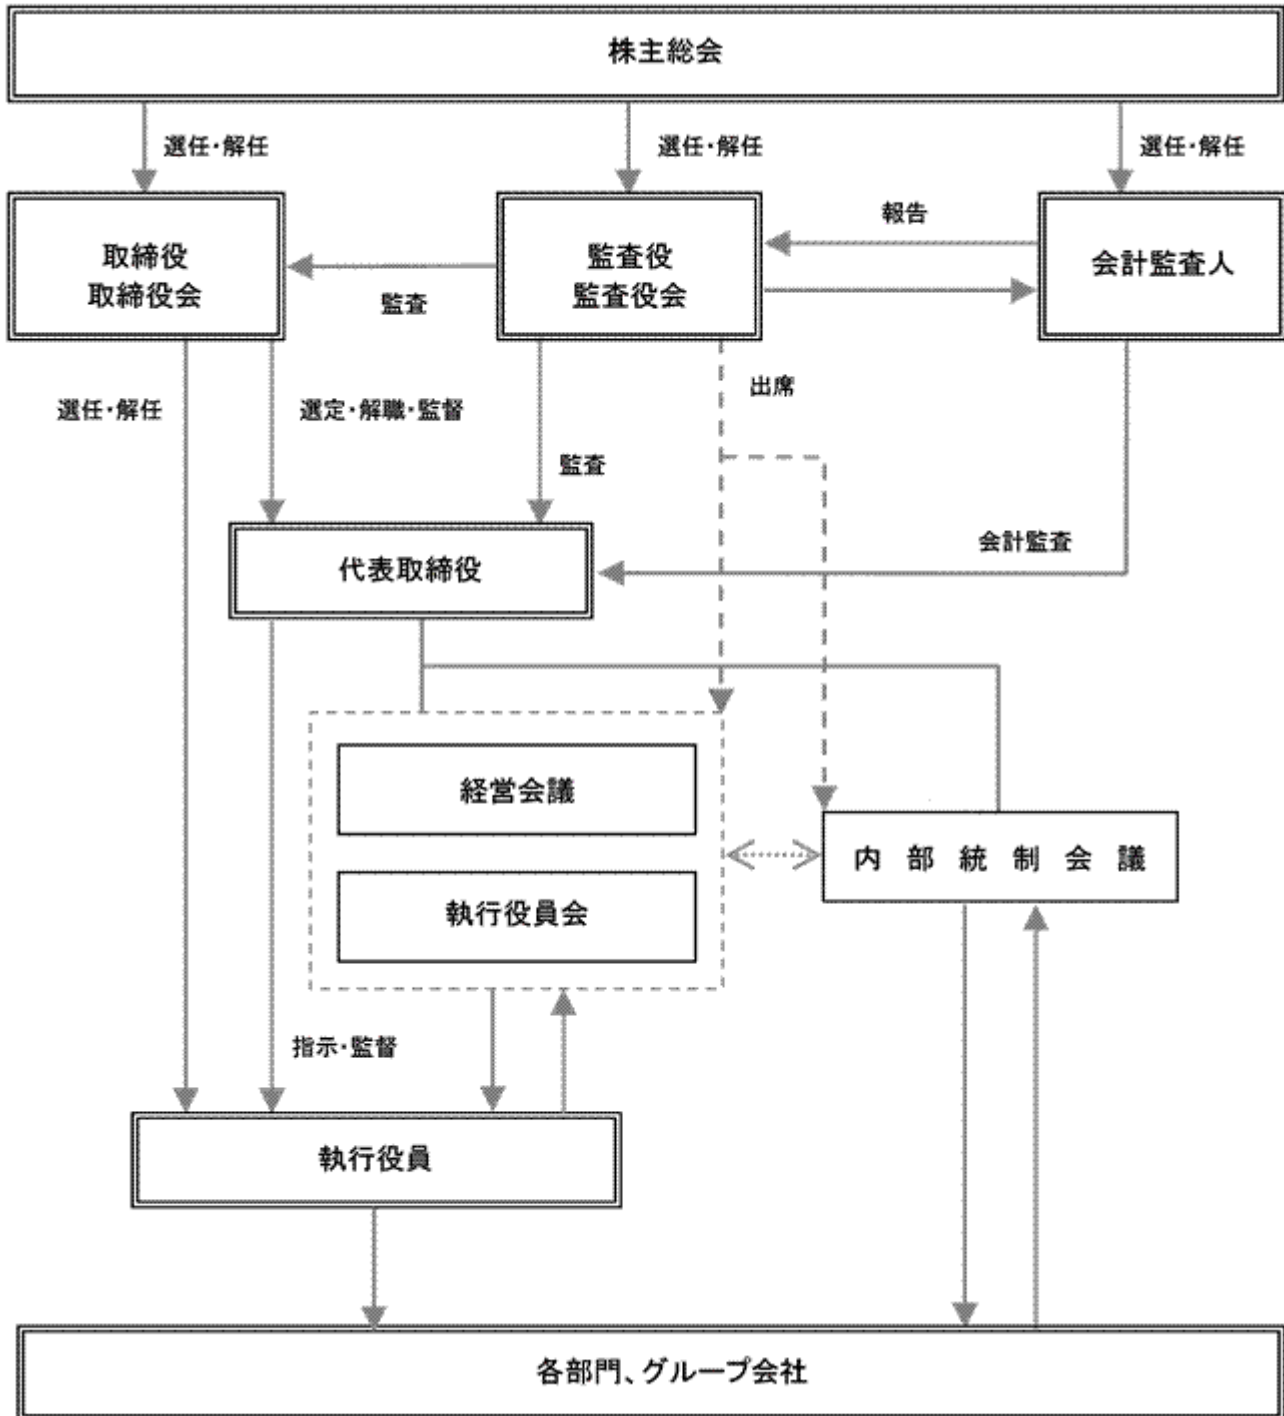 株主総会
選任・解任
選任・解任
選任・解任
取締役
取締役会
監査
監査役
監査役会
報告
会計監査人
選任・解任
選定・解職・監督
監査
出席
会計監査
代表取締役
経営会議
執行役員会
内部統制会議
指示・監督
執行役員
各部門、グループ会社